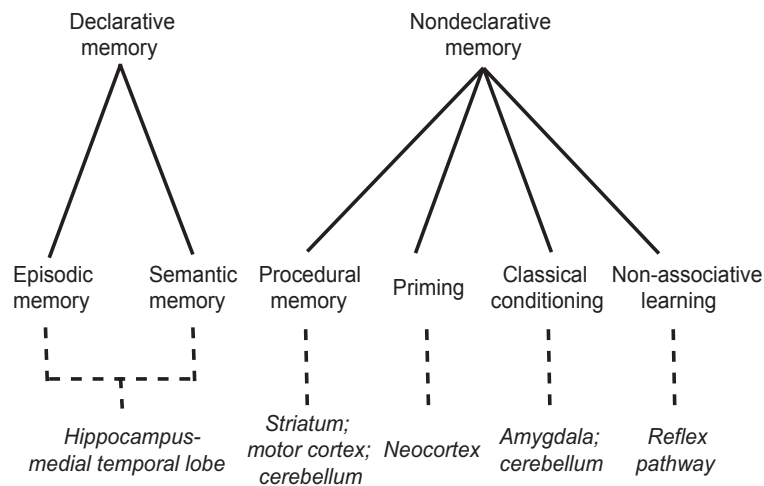 Declarative
memory
Nondeclarative
memory
Episodic
memory
Semantic
memory
Procedural
memory
Priming
Classical
conditioning
Non-associative
learning
Hippocampus-
medial temporal lobe
Striatum;
motor cortex;
cerebellum
Neocortex
Amygdala;
cerebellum
Reflex
pathway